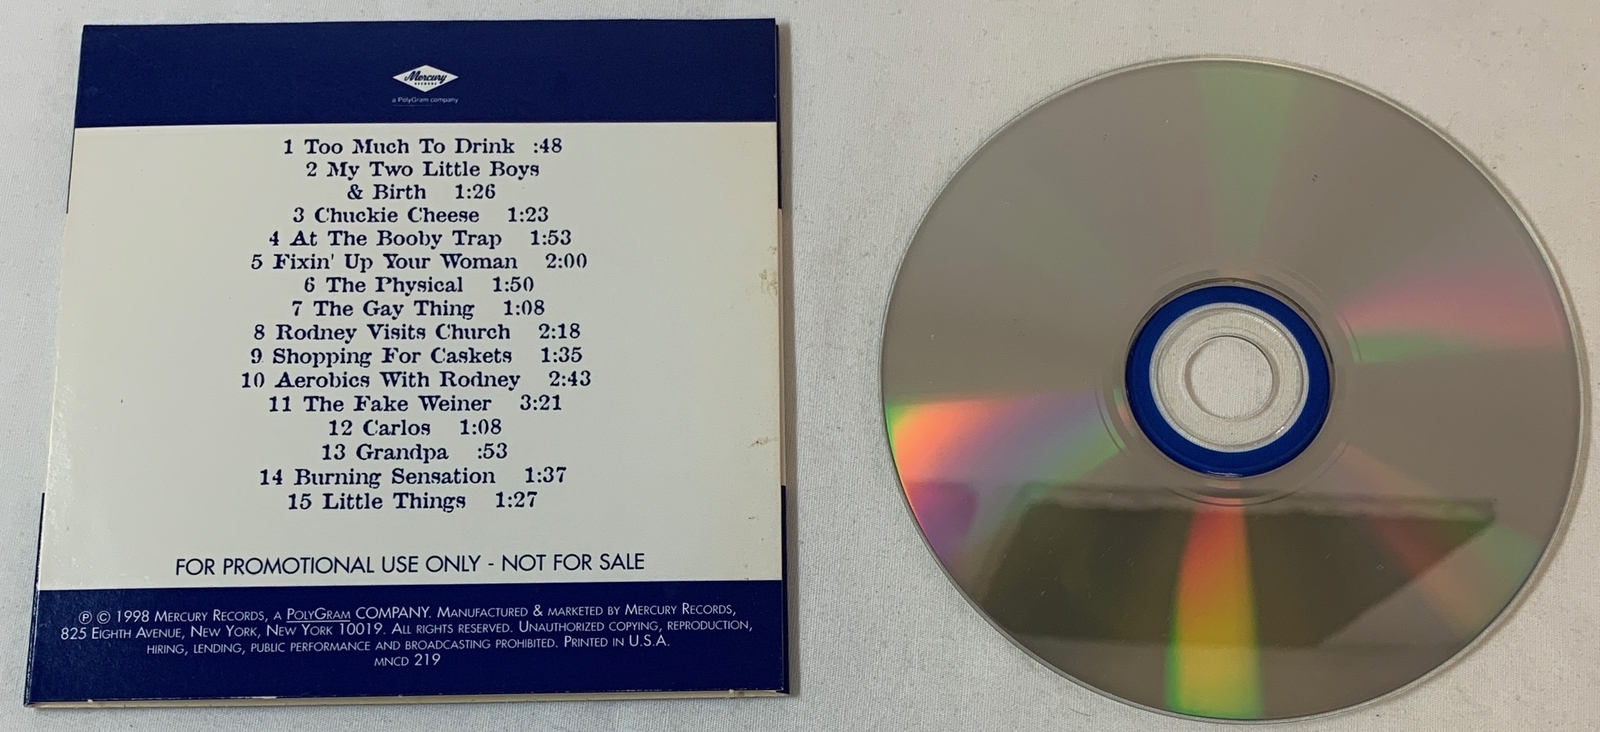 Mercury
RECORDS
a PolyGram company
1 Too Much To Drink :48
2 My Two Little Boys
& Birth 1:26
3 Chuckie Cheese 1:23
4 At The Booby Trap 1:53
5 Fixin' Up Your Woman 2:00
6 The Physical 1:50
7 The Gay Thing 1:08
8 Rodney Visits Church 2:18
9 Shopping For Caskets 1:35
10 Aerobics With Rodney 2:43
11 The Fake Weiner 3:21
12 Carlos 1:08
13 Grandpa :53
14 Burning Sensation 1:37
15 Little Things 1:27
FOR PROMOTIONAL USE ONLY - NOT FOR SALE
℗ © 1998 MERCURY RECORDS, A POLYGRAM COMPANY. MANUFACTURED & MARKETED BY MERCURY RECORDS,
825 EIGHTH AVENUE, NEW YORK, NEW YORK 10019. ALL RIGHTS RESERVED. UNAUTHORIZED COPYING, REPRODUCTION,
HIRING, LENDING, PUBLIC PERFORMANCE AND BROADCASTING PROHIBITED. PRINTED IN U.S.A.
MNCD 219